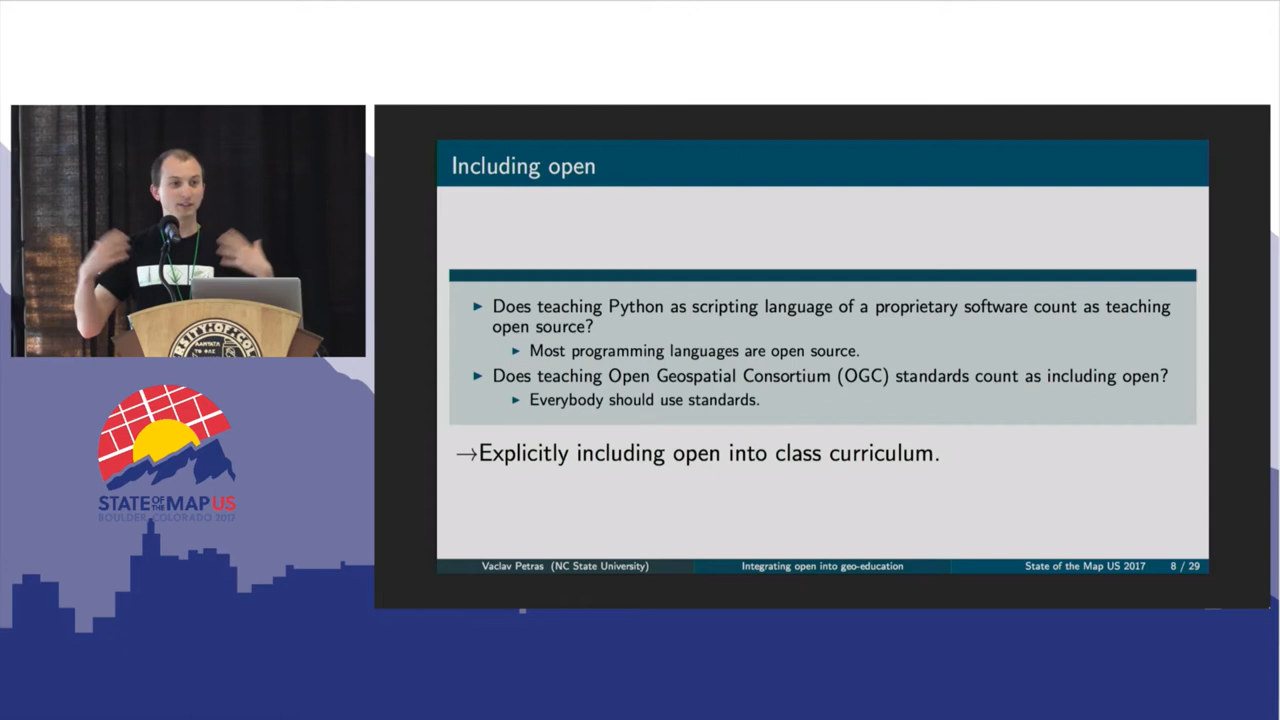 Including open
▶ Does teaching Python as scripting language of a proprietary software count as teaching
open source?
▶ Most programming languages are open source.
▶ Does teaching Open Geospatial Consortium (OGC) standards count as including open?
▶ Everybody should use standards.
→Explicitly including open into class curriculum.
Vaclav Petras (NC State University) Integrating open into geo-education State of the Map US 2017 8 / 29
STATE OF THE MAP US
BOULDER, COLORADO 2017